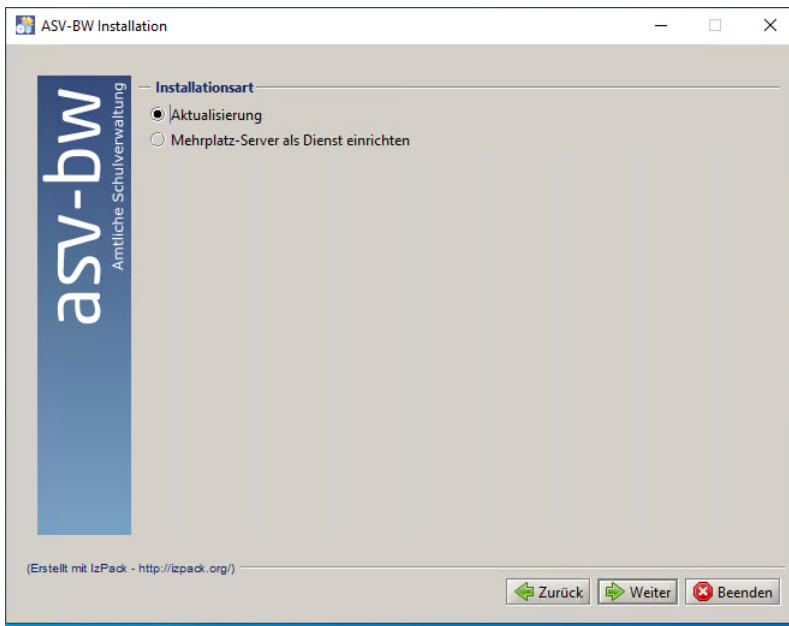 ASV-BW Installation
asv-bw
Amtliche Schulverwaltung
Installationsart
Aktualisierung
Mehrplatz-Server als Dienst einrichten
(Erstellt mit IzPack - http://izpack.org/)
Zurück
Weiter
Beenden